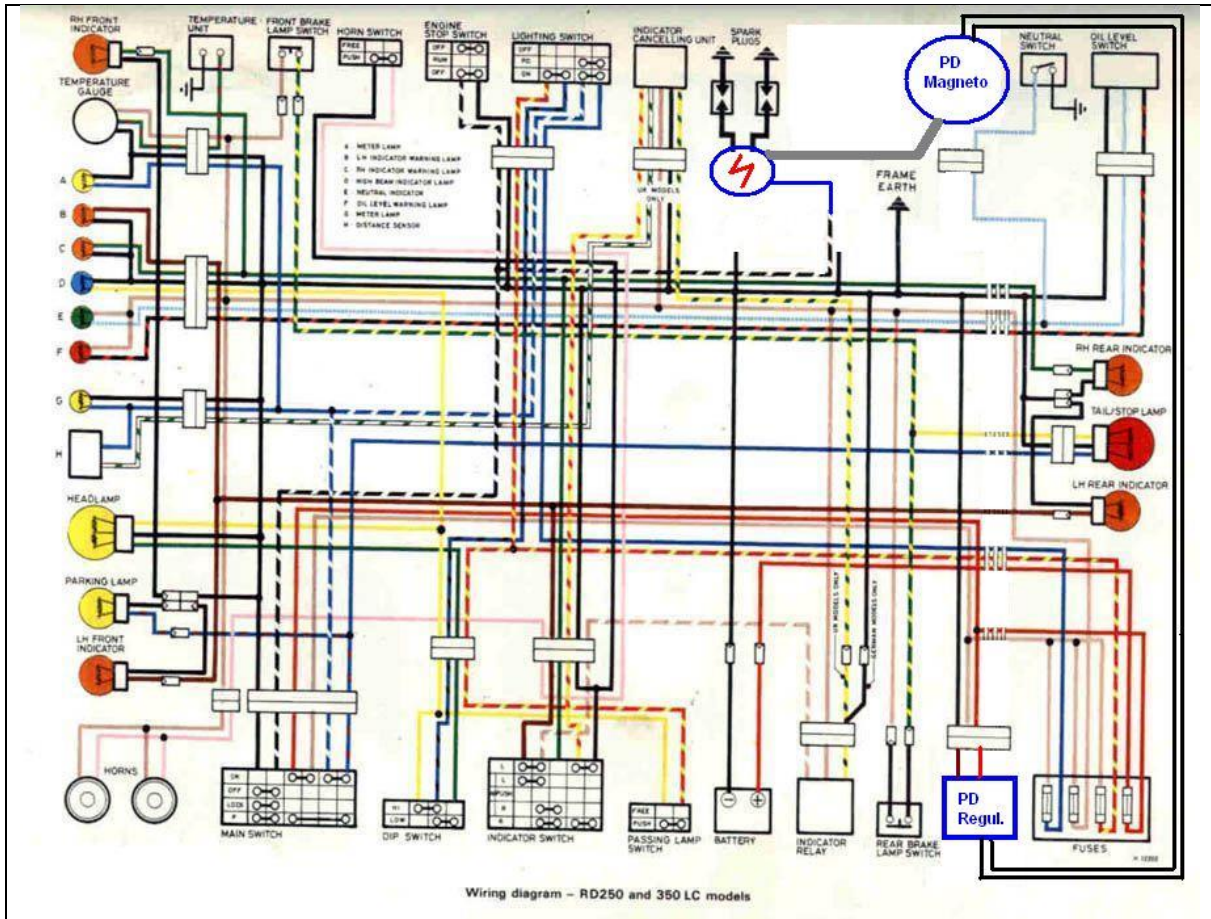 RH FRONT
INDICATOR
TEMPERATURE
UNIT
FRONT BRAKE
LAMP SWITCH
HORN SWITCH
FREE
PUSH
ENGINE
STOP SWITCH
OFF
RUN
OFF
LIGHTING SWITCH
OFF
PO
ON
INDICATOR
CANCELLING UNIT
SPARK
PLUGS
PD
Magneto
NEUTRAL
SWITCH
OIL LEVEL
SWITCH
TEMPERATURE
GAUGE
A METER LAMP
B LH INDICATOR WARNING LAMP
C RH INDICATOR WARNING LAMP
D HIGH BEAM INDICATOR LAMP
E NEUTRAL INDICATOR
F OIL LEVEL WARNING LAMP
G METER LAMP
H DISTANCE SENSOR
UK MODELS
ONLY
FRAME
EARTH
A
B
C
D
E
F
G
H
RH REAR INDICATOR
TAIL/STOP LAMP
LH REAR INDICATOR
HEADLAMP
PARKING LAMP
LH FRONT
INDICATOR
UK MODELS ONLY
GERMAN MODELS ONLY
HORNS
ON
OFF
LOCK
P
MAIN SWITCH
HI
LOW
DIP SWITCH
L
L
PUSH
R
R
INDICATOR SWITCH
FREE
PUSH
PASSING LAMP
SWITCH
BATTERY
INDICATOR
RELAY
REAR BRAKE
LAMP SWITCH
PD
Regul.
FUSES
Wiring diagram – RD250 and 350 LC models